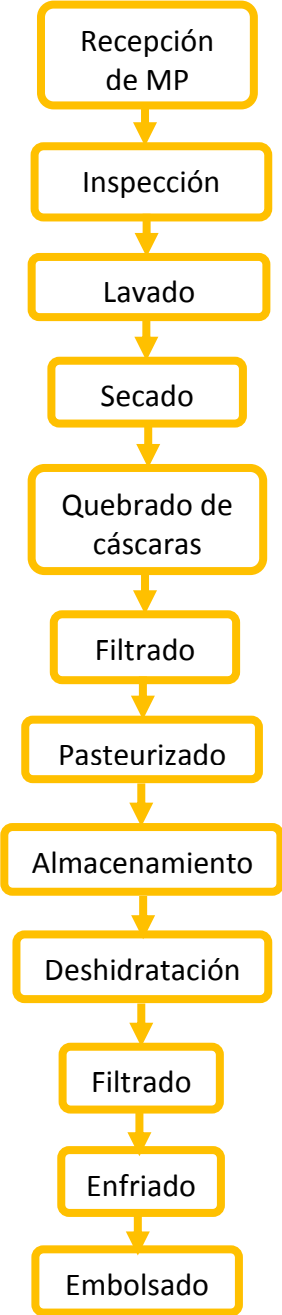 Recepción
de MP
Inspección
Lavado
Secado
Quebrado de
cáscaras
Filtrado
Pasteurizado
Almacenamiento
Deshidratación
Filtrado
Enfriado
Embolsado